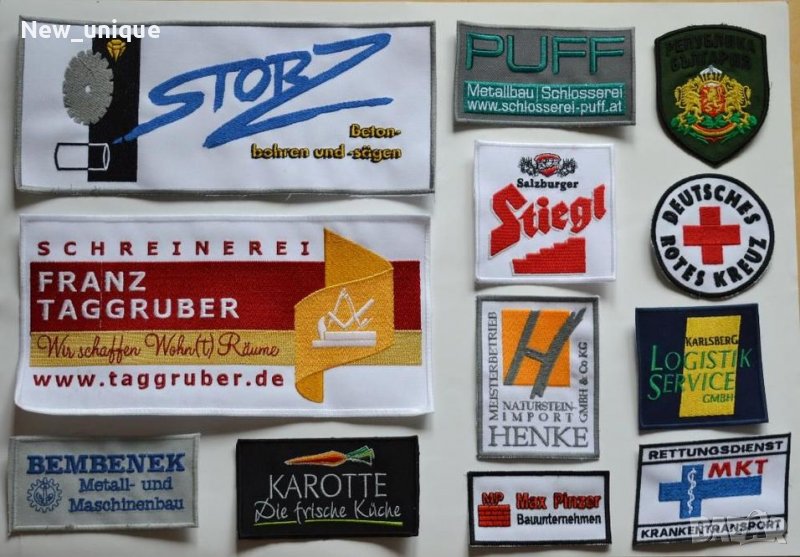 New_unique
STORZ
Beton-
bohren und -sägen
SCHREINEREI
FRANZ
TAGGRUBER
Wir schaffen Wohn(t)Räume
www.taggruber.de
BEMBENEK
Metall- und
Maschinenbau
KAROTTE
Die frische Küche
PUFF
Metallbau | Schlosserei
www.schlosserei-puff.at
Salzburger
Stiegl
MEISTERBETRIEB
H
GMBH & Co KG
NATURSTEIN-
IMPORT
HENKE
MP
Max Pinzer
Bauunternehmen
РЕПУБЛИКА
БЪЛГАРИЯ
DEUTSCHES
ROTES KREUZ
KARLSBERG
LOGISTIK
SERVICE
GMBH
RETTUNGSDIENST
MKT
KRANKENTRANSPORT
BAZAR